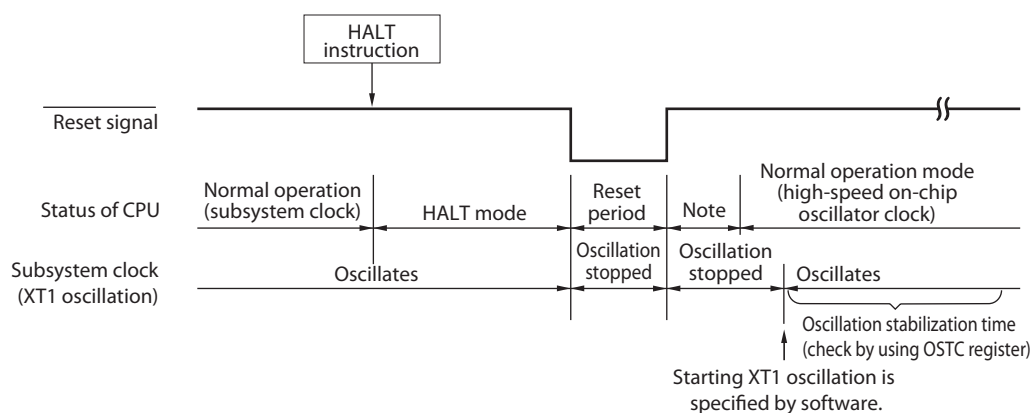 HALT
instruction
Reset signal
Status of CPU
Normal operation
(subsystem clock)
HALT mode
Reset
period
Note
Normal operation mode
(high-speed on-chip
oscillator clock)
Subsystem clock
(XT1 oscillation)
Oscillates
Oscillation
stopped
Oscillation
stopped
Oscillates
Oscillation stabilization time
(check by using OSTC register)
Starting XT1 oscillation is
specified by software.